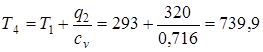 T₄ = T₁ + q₂/cᵥ = 293 + 320/0,716 = 739,9